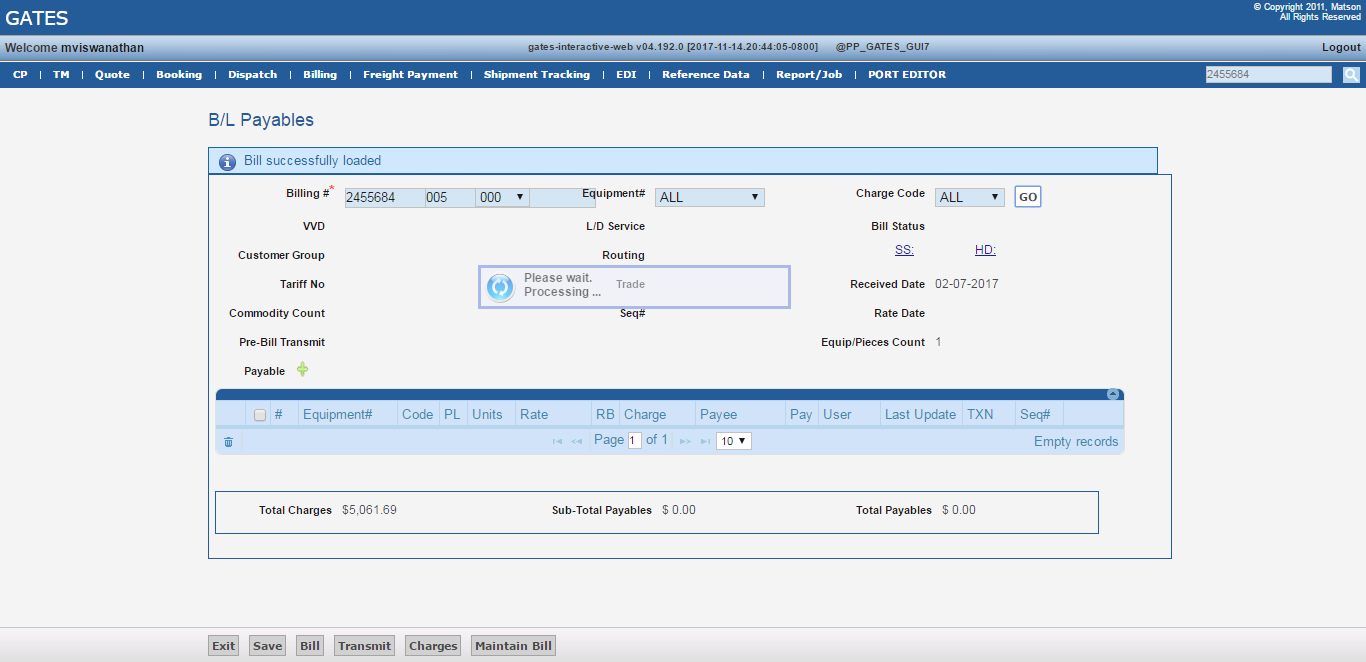 GATES
© Copyright 2011, Matson
All Rights Reserved
Welcome mviswanathan
gates-interactive-web v04.192.0 [2017-11-14.20:44:05-0800] @PP_GATES_GUI7
Logout
CP | TM | Quote | Booking | Dispatch | Billing | Freight Payment | Shipment Tracking | EDI | Reference Data | Report/Job | PORT EDITOR
2455684
B/L Payables
Bill successfully loaded
Billing #* 2455684 005 000 Equipment# ALL Charge Code ALL GO
VVD L/D Service Bill Status
SS: HD:
Customer Group Routing
Please wait.
Processing ...
Tariff No Trade Received Date 02-07-2017
Commodity Count Seq# Rate Date
Pre-Bill Transmit Equip/Pieces Count 1
Payable
# Equipment# Code PL Units Rate RB Charge Payee Pay User Last Update TXN Seq#
Page 1 of 1 10 Empty records
Total Charges $5,061.69 Sub-Total Payables $ 0.00 Total Payables $ 0.00
Exit Save Bill Transmit Charges Maintain Bill